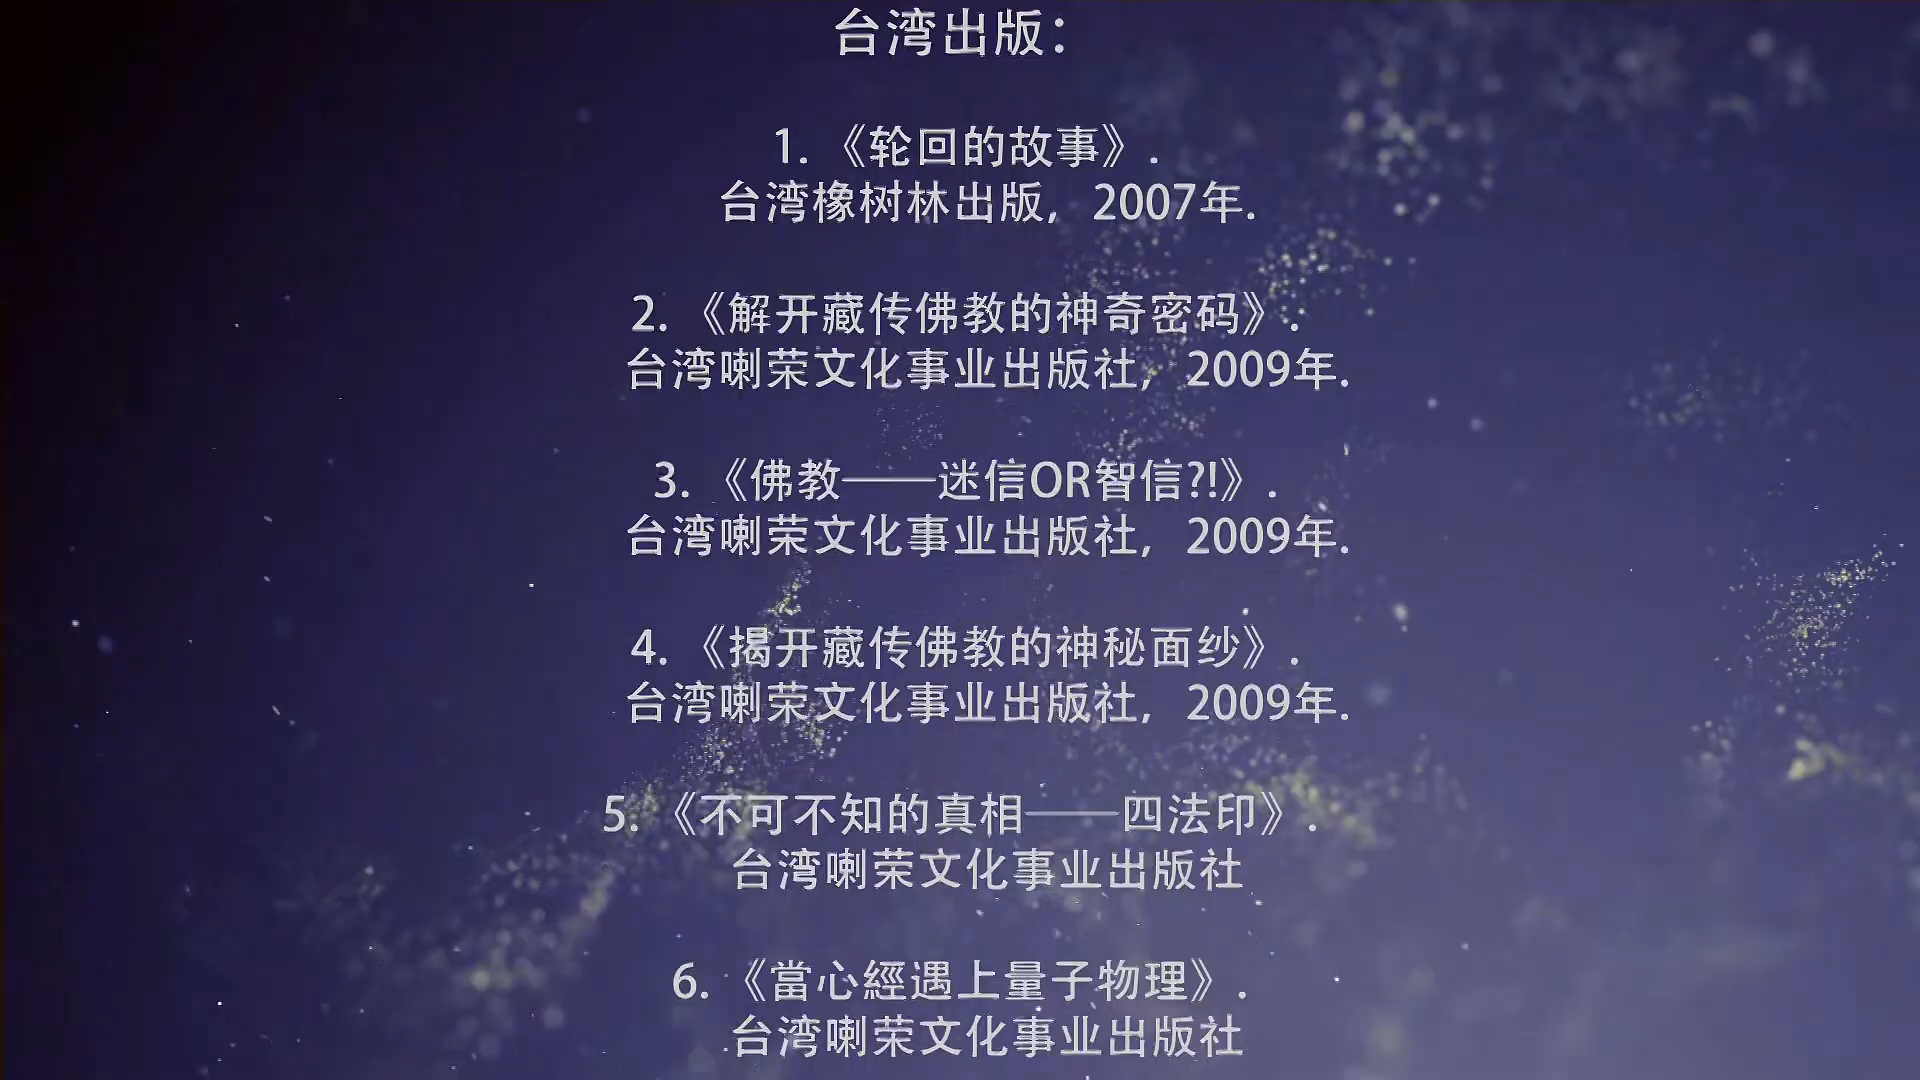 台湾出版：
1. 《轮回的故事》.
台湾橡树林出版，2007年.
2. 《解开藏传佛教的神奇密码》.
台湾喇荣文化事业出版社，2009年.
3. 《佛教——迷信OR智信?!》.
台湾喇荣文化事业出版社，2009年.
4. 《揭开藏传佛教的神秘面纱》.
台湾喇荣文化事业出版社，2009年.
5. 《不可不知的真相——四法印》.
台湾喇荣文化事业出版社
6. 《當心經遇上量子物理》.
台湾喇荣文化事业出版社